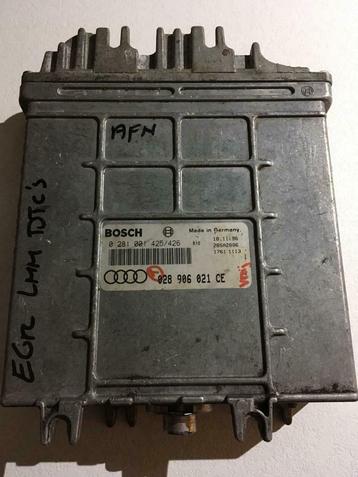 AFN
EGR LMM DTC's
BOSCH
Made in Germany
0 281 001 425/426
18.11.96
28SA2696
1761 1113
028 906 021 CE